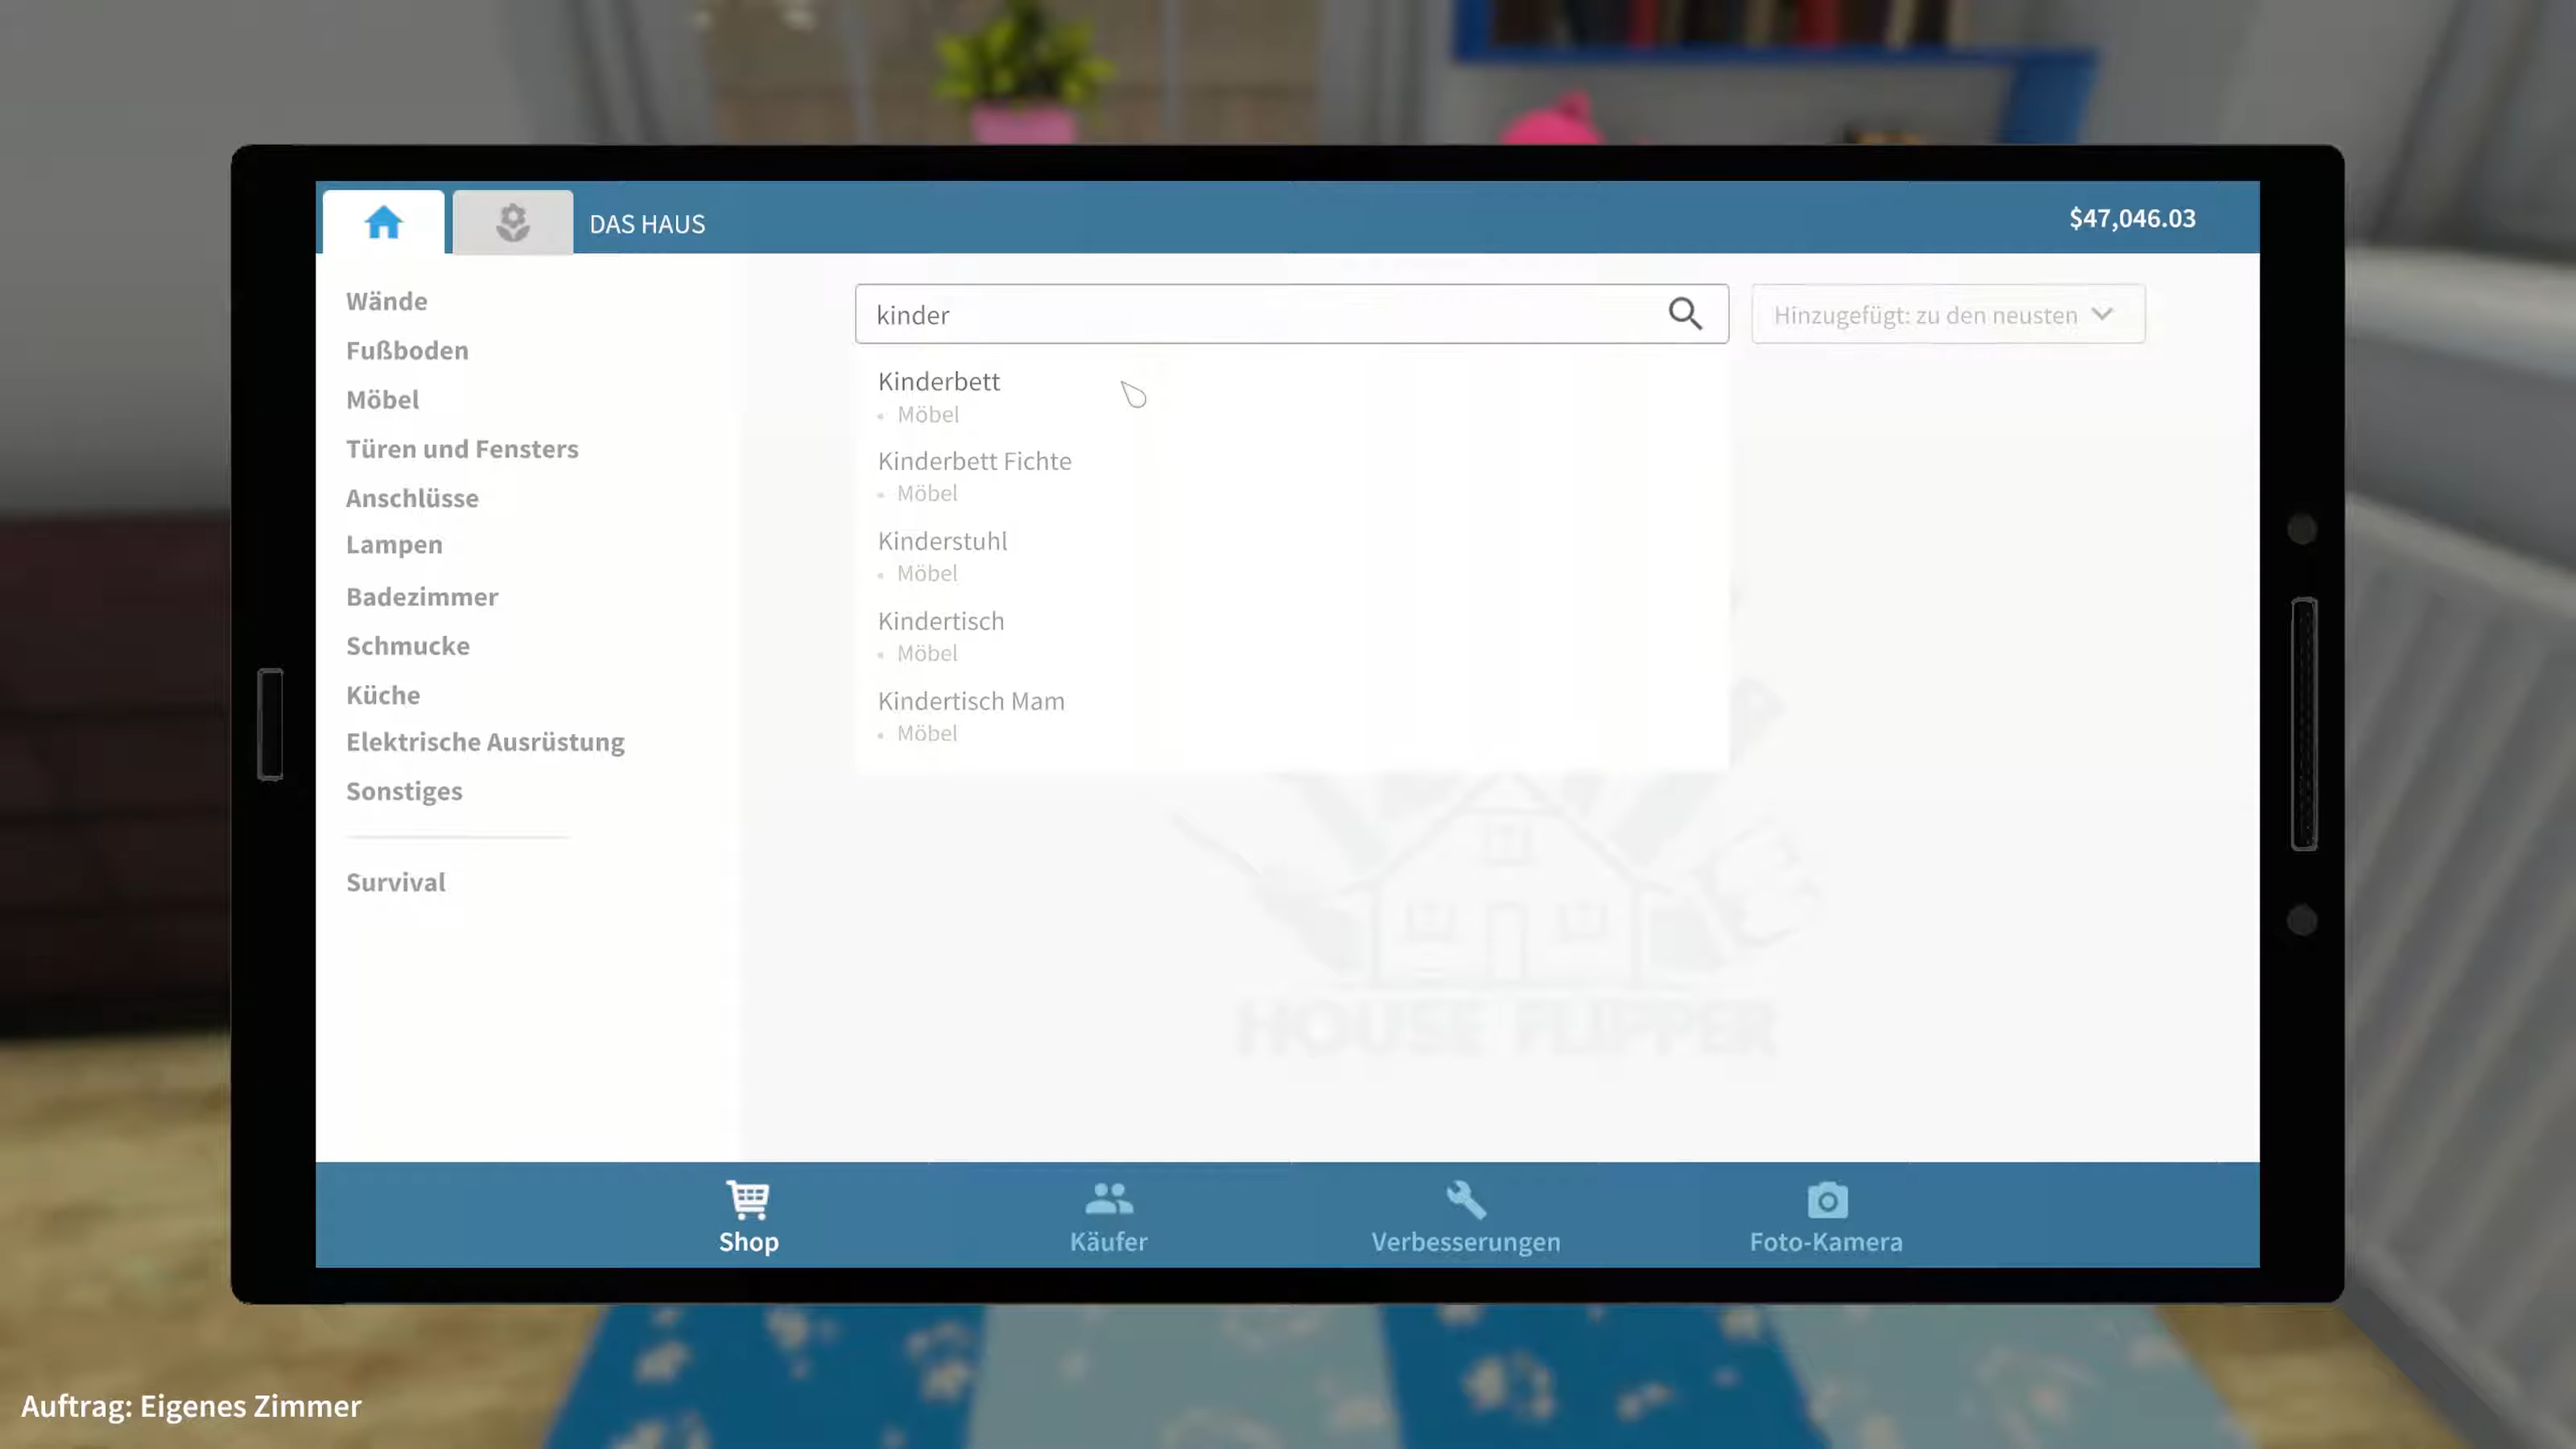 DAS HAUS
$47,046.03
Wände
Fußboden
Möbel
Türen und Fensters
Anschlüsse
Lampen
Badezimmer
Schmucke
Küche
Elektrische Ausrüstung
Sonstiges
Survival
kinder
Hinzugefügt: zu den neusten
Kinderbett
• Möbel
Kinderbett Fichte
• Möbel
Kinderstuhl
• Möbel
Kindertisch
• Möbel
Kindertisch Mam
• Möbel
HOUSE FLIPPER
Shop
Käufer
Verbesserungen
Foto-Kamera
Auftrag: Eigenes Zimmer